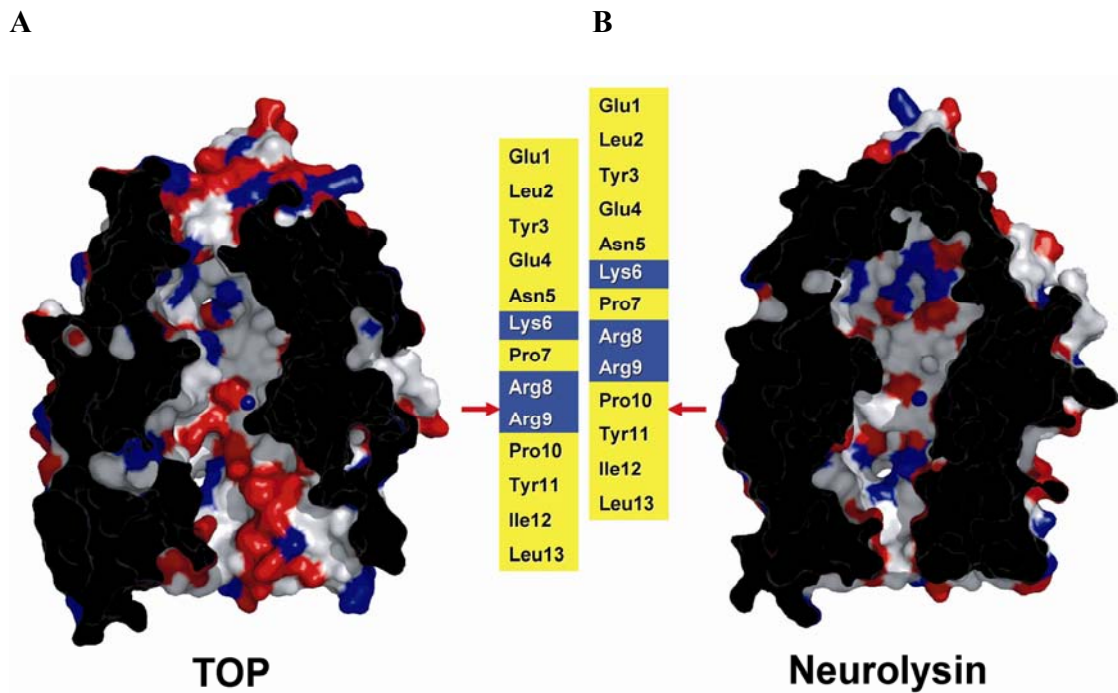 A
B
Glu1
Leu2
Tyr3
Glu4
Asn5
Lys6
Pro7
Arg8
Arg9
Pro10
Tyr11
Ile12
Leu13
Glu1
Leu2
Tyr3
Glu4
Asn5
Lys6
Pro7
Arg8
Arg9
Pro10
Tyr11
Ile12
Leu13
TOP
Neurolysin